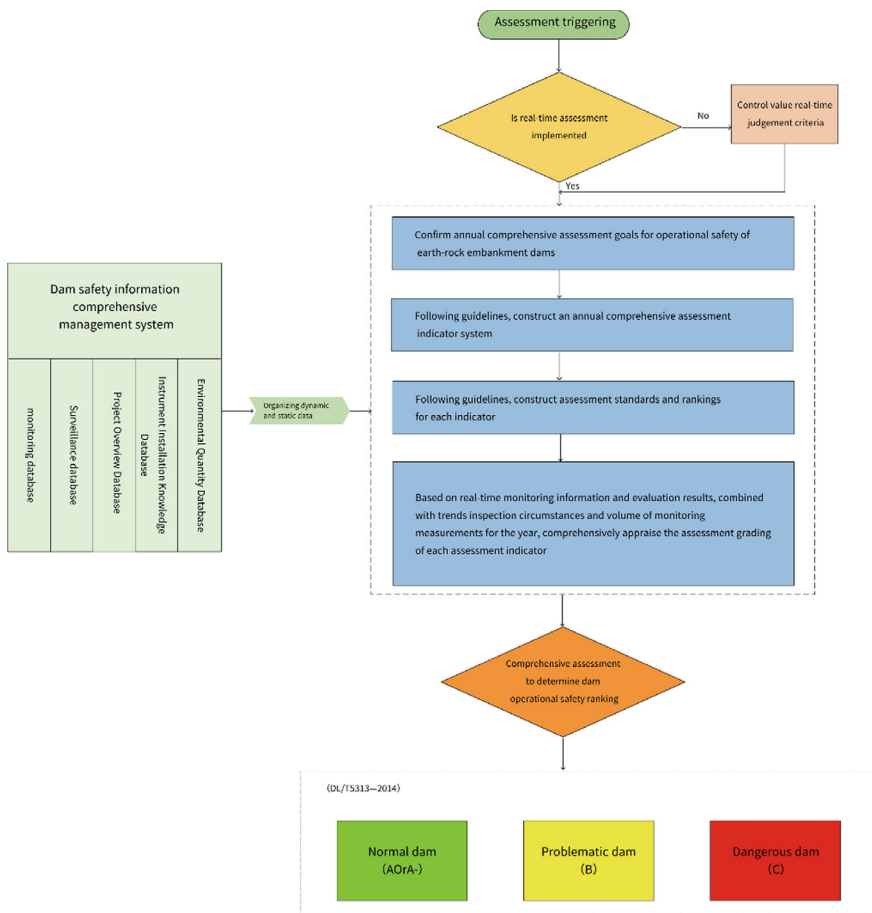 Assessment triggering
Is real-time assessment
implemented
No
Control value real-time
judgement criteria
Yes
Confirm annual comprehensive assessment goals for operational safety of
earth-rock embankment dams
Following guidelines, construct an annual comprehensive assessment
indicator system
Following guidelines, construct assessment standards and rankings
for each indicator
Based on real-time monitoring information and evaluation results, combined
with trends inspection circumstances and volume of monitoring
measurements for the year, comprehensively appraise the assessment grading
of each assessment indicator
Dam safety information
comprehensive
management system
monitoring database
Surveillance database
Project Overview Database
Instrument Installation Knowledge
Database
Environmental Quantity Database
Organizing dynamic
and static data
Comprehensive assessment
to determine dam
operational safety ranking
(DL/T5313—2014)
Normal dam
(AOrA-)
Problematic dam
(B)
Dangerous dam
(C)